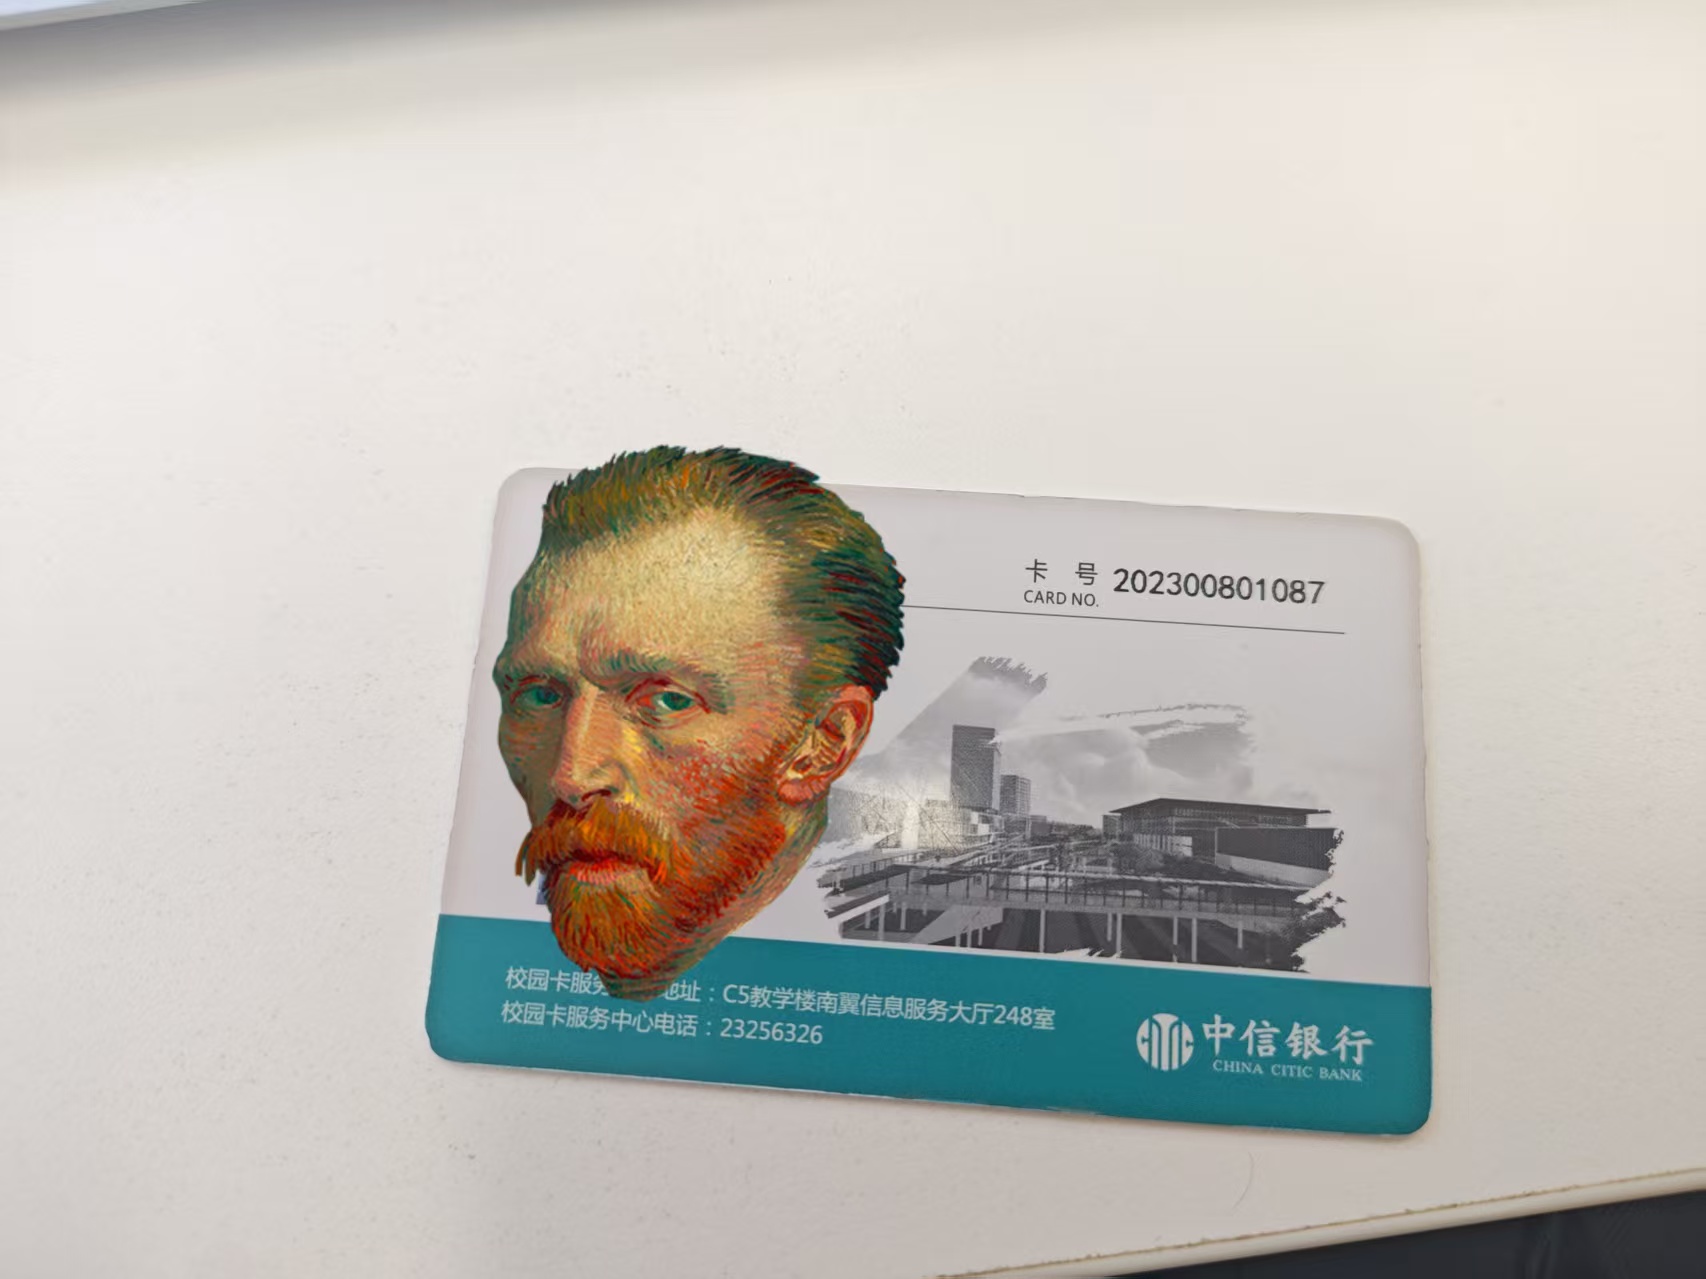 卡 号 202300801087
CARD NO.
校园卡服 地址：C5教学楼南翼信息服务大厅248室
校园卡服务中心电话：23256326
中信银行
CHINA CITIC BANK